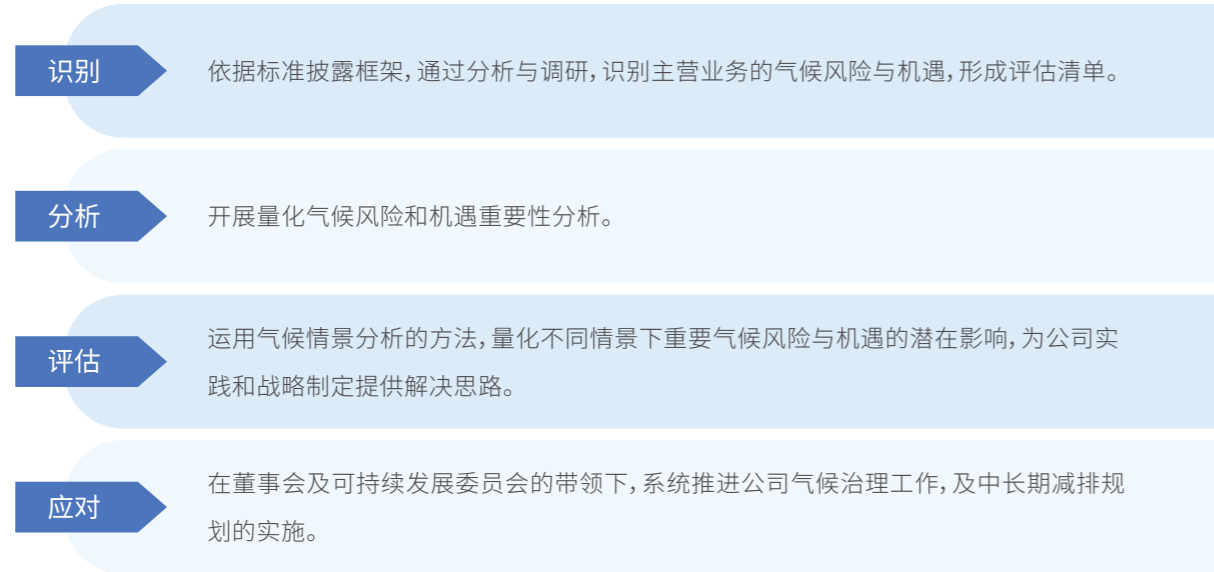 识别
依据标准披露框架，通过分析与调研，识别主营业务的气候风险与机遇，形成评估清单。
分析
开展量化气候风险和机遇重要性分析。
评估
运用气候情景分析的方法，量化不同情景下重要气候风险与机遇的潜在影响，为公司实
践和战略制定提供解决思路。
应对
在董事会及可持续发展委员会的带领下，系统推进公司气候治理工作，及中长期减排规
划的实施。